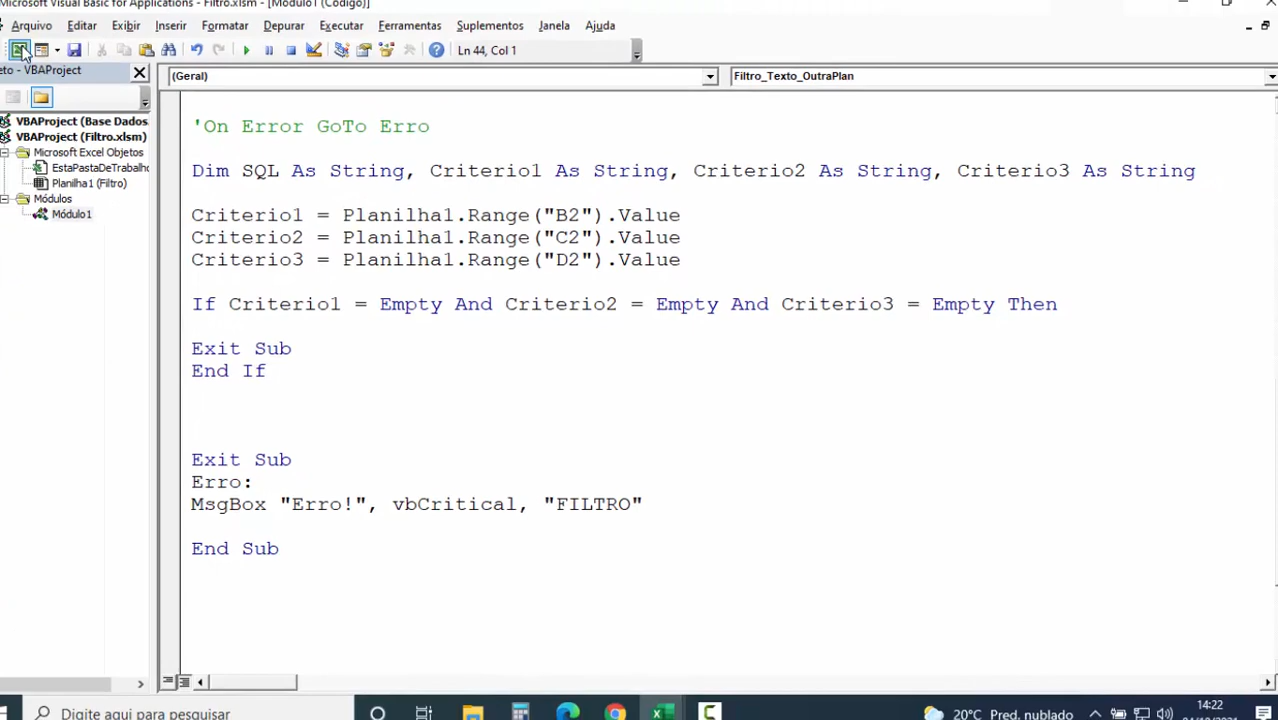 Microsoft Visual Basic for Applications - Filtro.xlsm - [Módulo1 (Código)]
Arquivo Editar Exibir Inserir Formatar Depurar Executar Ferramentas Suplementos Janela Ajuda
Ln 44, Col 1
eto - VBAProject
(Geral)
Filtro_Texto_OutraPlan
VBAProject (Base Dados.
VBAProject (Filtro.xlsm)
Microsoft Excel Objetos
EstaPastaDeTrabalho
Planilha1 (Filtro)
Módulos
Módulo1
'On Error GoTo Erro
Dim SQL As String, Criterio1 As String, Criterio2 As String, Criterio3 As String
Criterio1 = Planilha1.Range("B2").Value
Criterio2 = Planilha1.Range("C2").Value
Criterio3 = Planilha1.Range("D2").Value
If Criterio1 = Empty And Criterio2 = Empty And Criterio3 = Empty Then
Exit Sub
End If
Exit Sub
Erro:
MsgBox "Erro!", vbCritical, "FILTRO"
End Sub
Digite aqui para pesquisar
20°C Pred. nublado
14:22